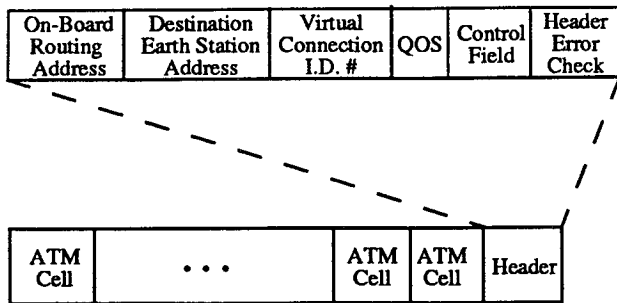 On-Board
Routing
Address
Destination
Earth Station
Address
Virtual
Connection
I.D. #
QOS
Control
Field
Header
Error
Check
ATM
Cell
• • •
ATM
Cell
ATM
Cell
Header